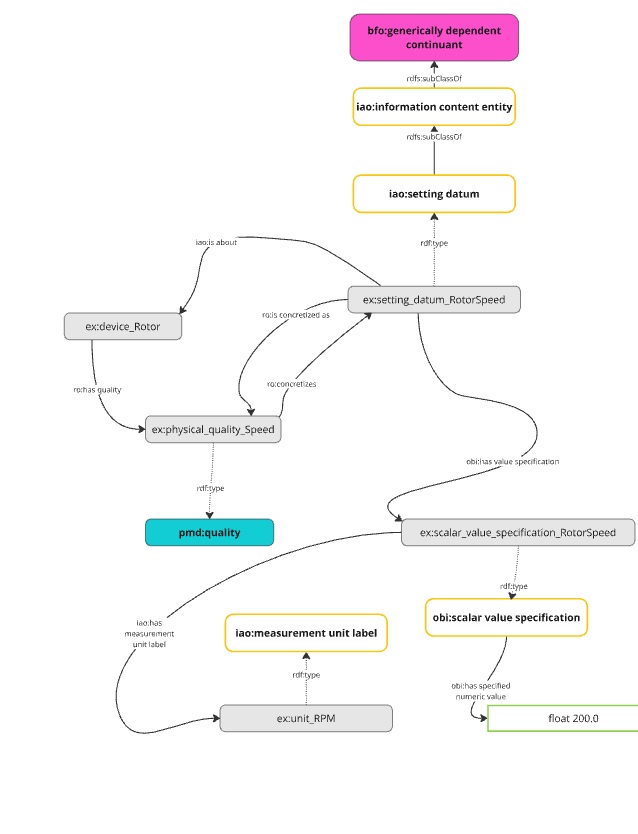 bfo:generically dependent
continuant
rdfs:subClassOf
iao:information content entity
rdfs:subClassOf
iao:setting datum
rdf:type
iao:is about
ex:setting_datum_RotorSpeed
ro:is concretized as
ex:device_Rotor
ro:concretizes
ro:has quality
ex:physical_quality_Speed
obi:has value specification
rdf:type
pmd:quality
ex:scalar_value_specification_RotorSpeed
rdf:type
obi:scalar value specification
iao:has
measurement
unit label
iao:measurement unit label
rdf:type
obi:has specified
numeric value
ex:unit_RPM
float 200.0